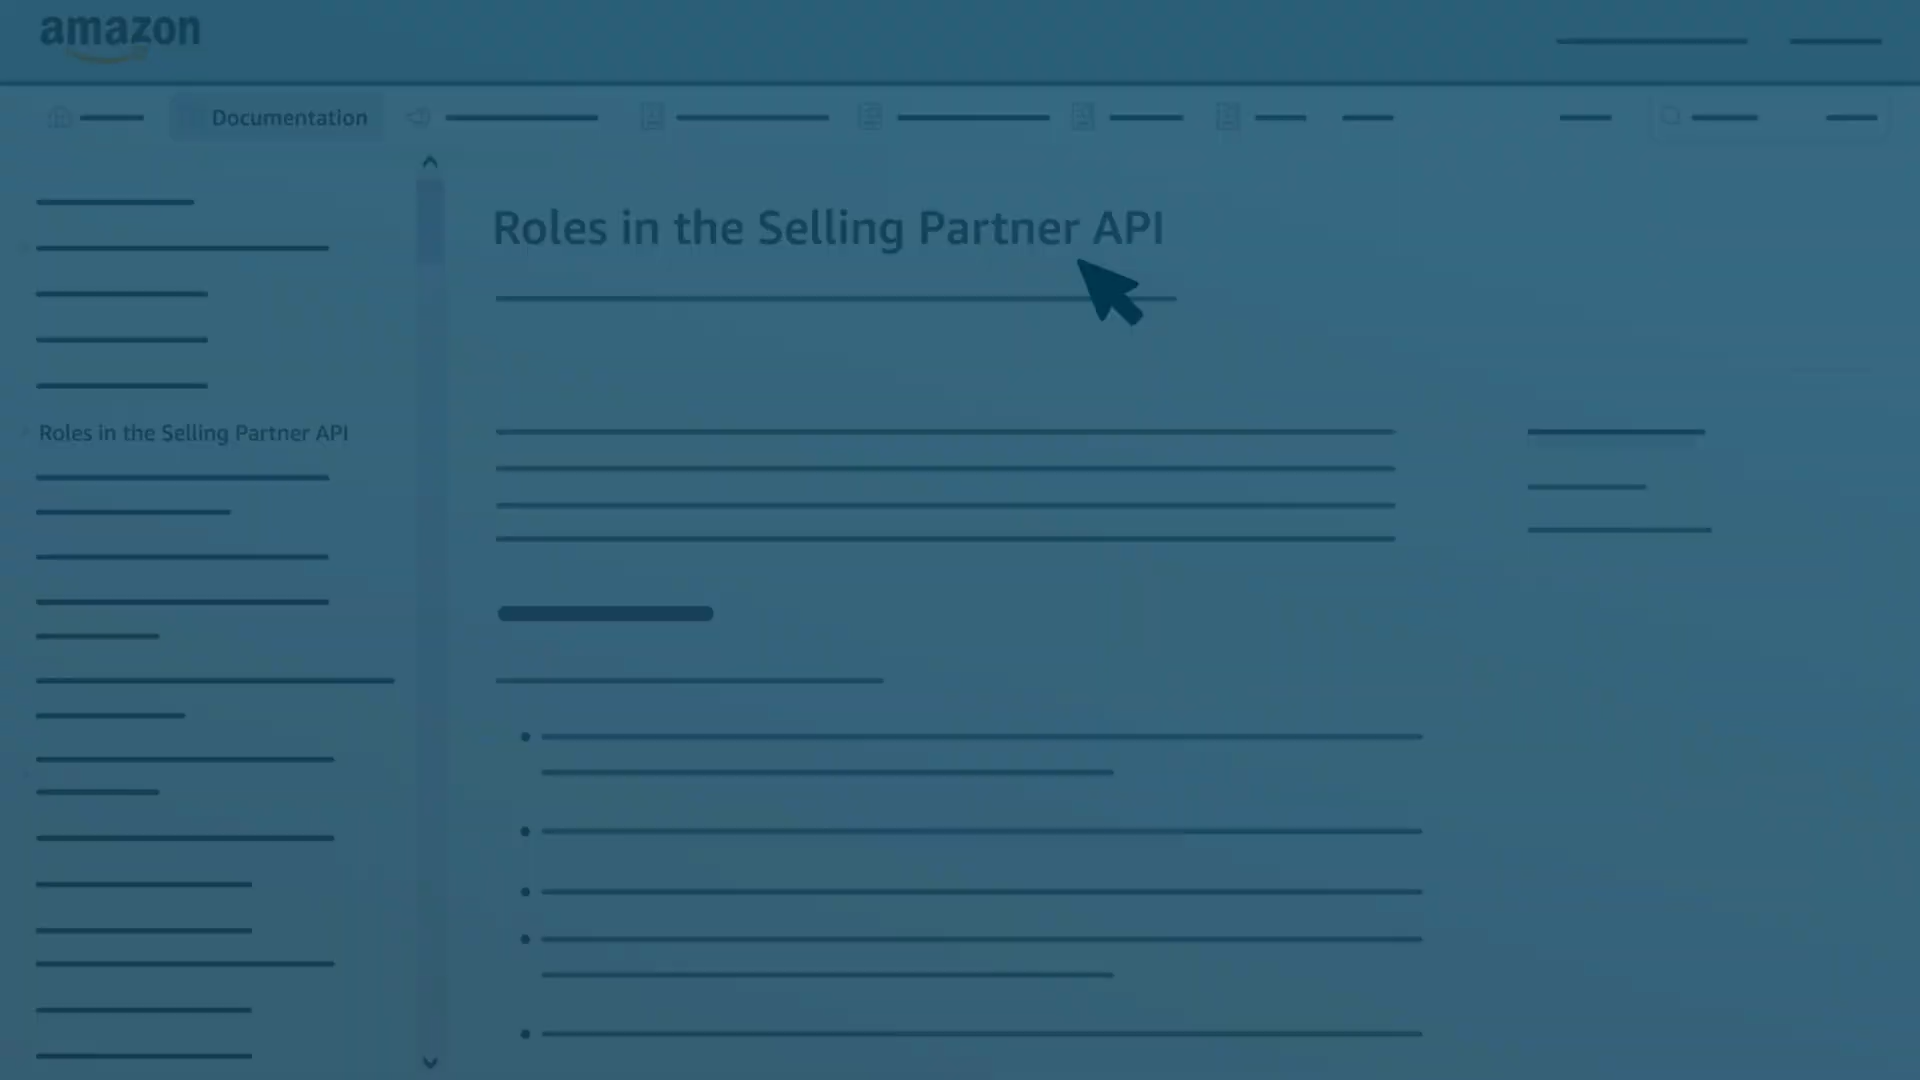 amazon
Documentation
Roles in the Selling Partner API
Roles in the Selling Partner API